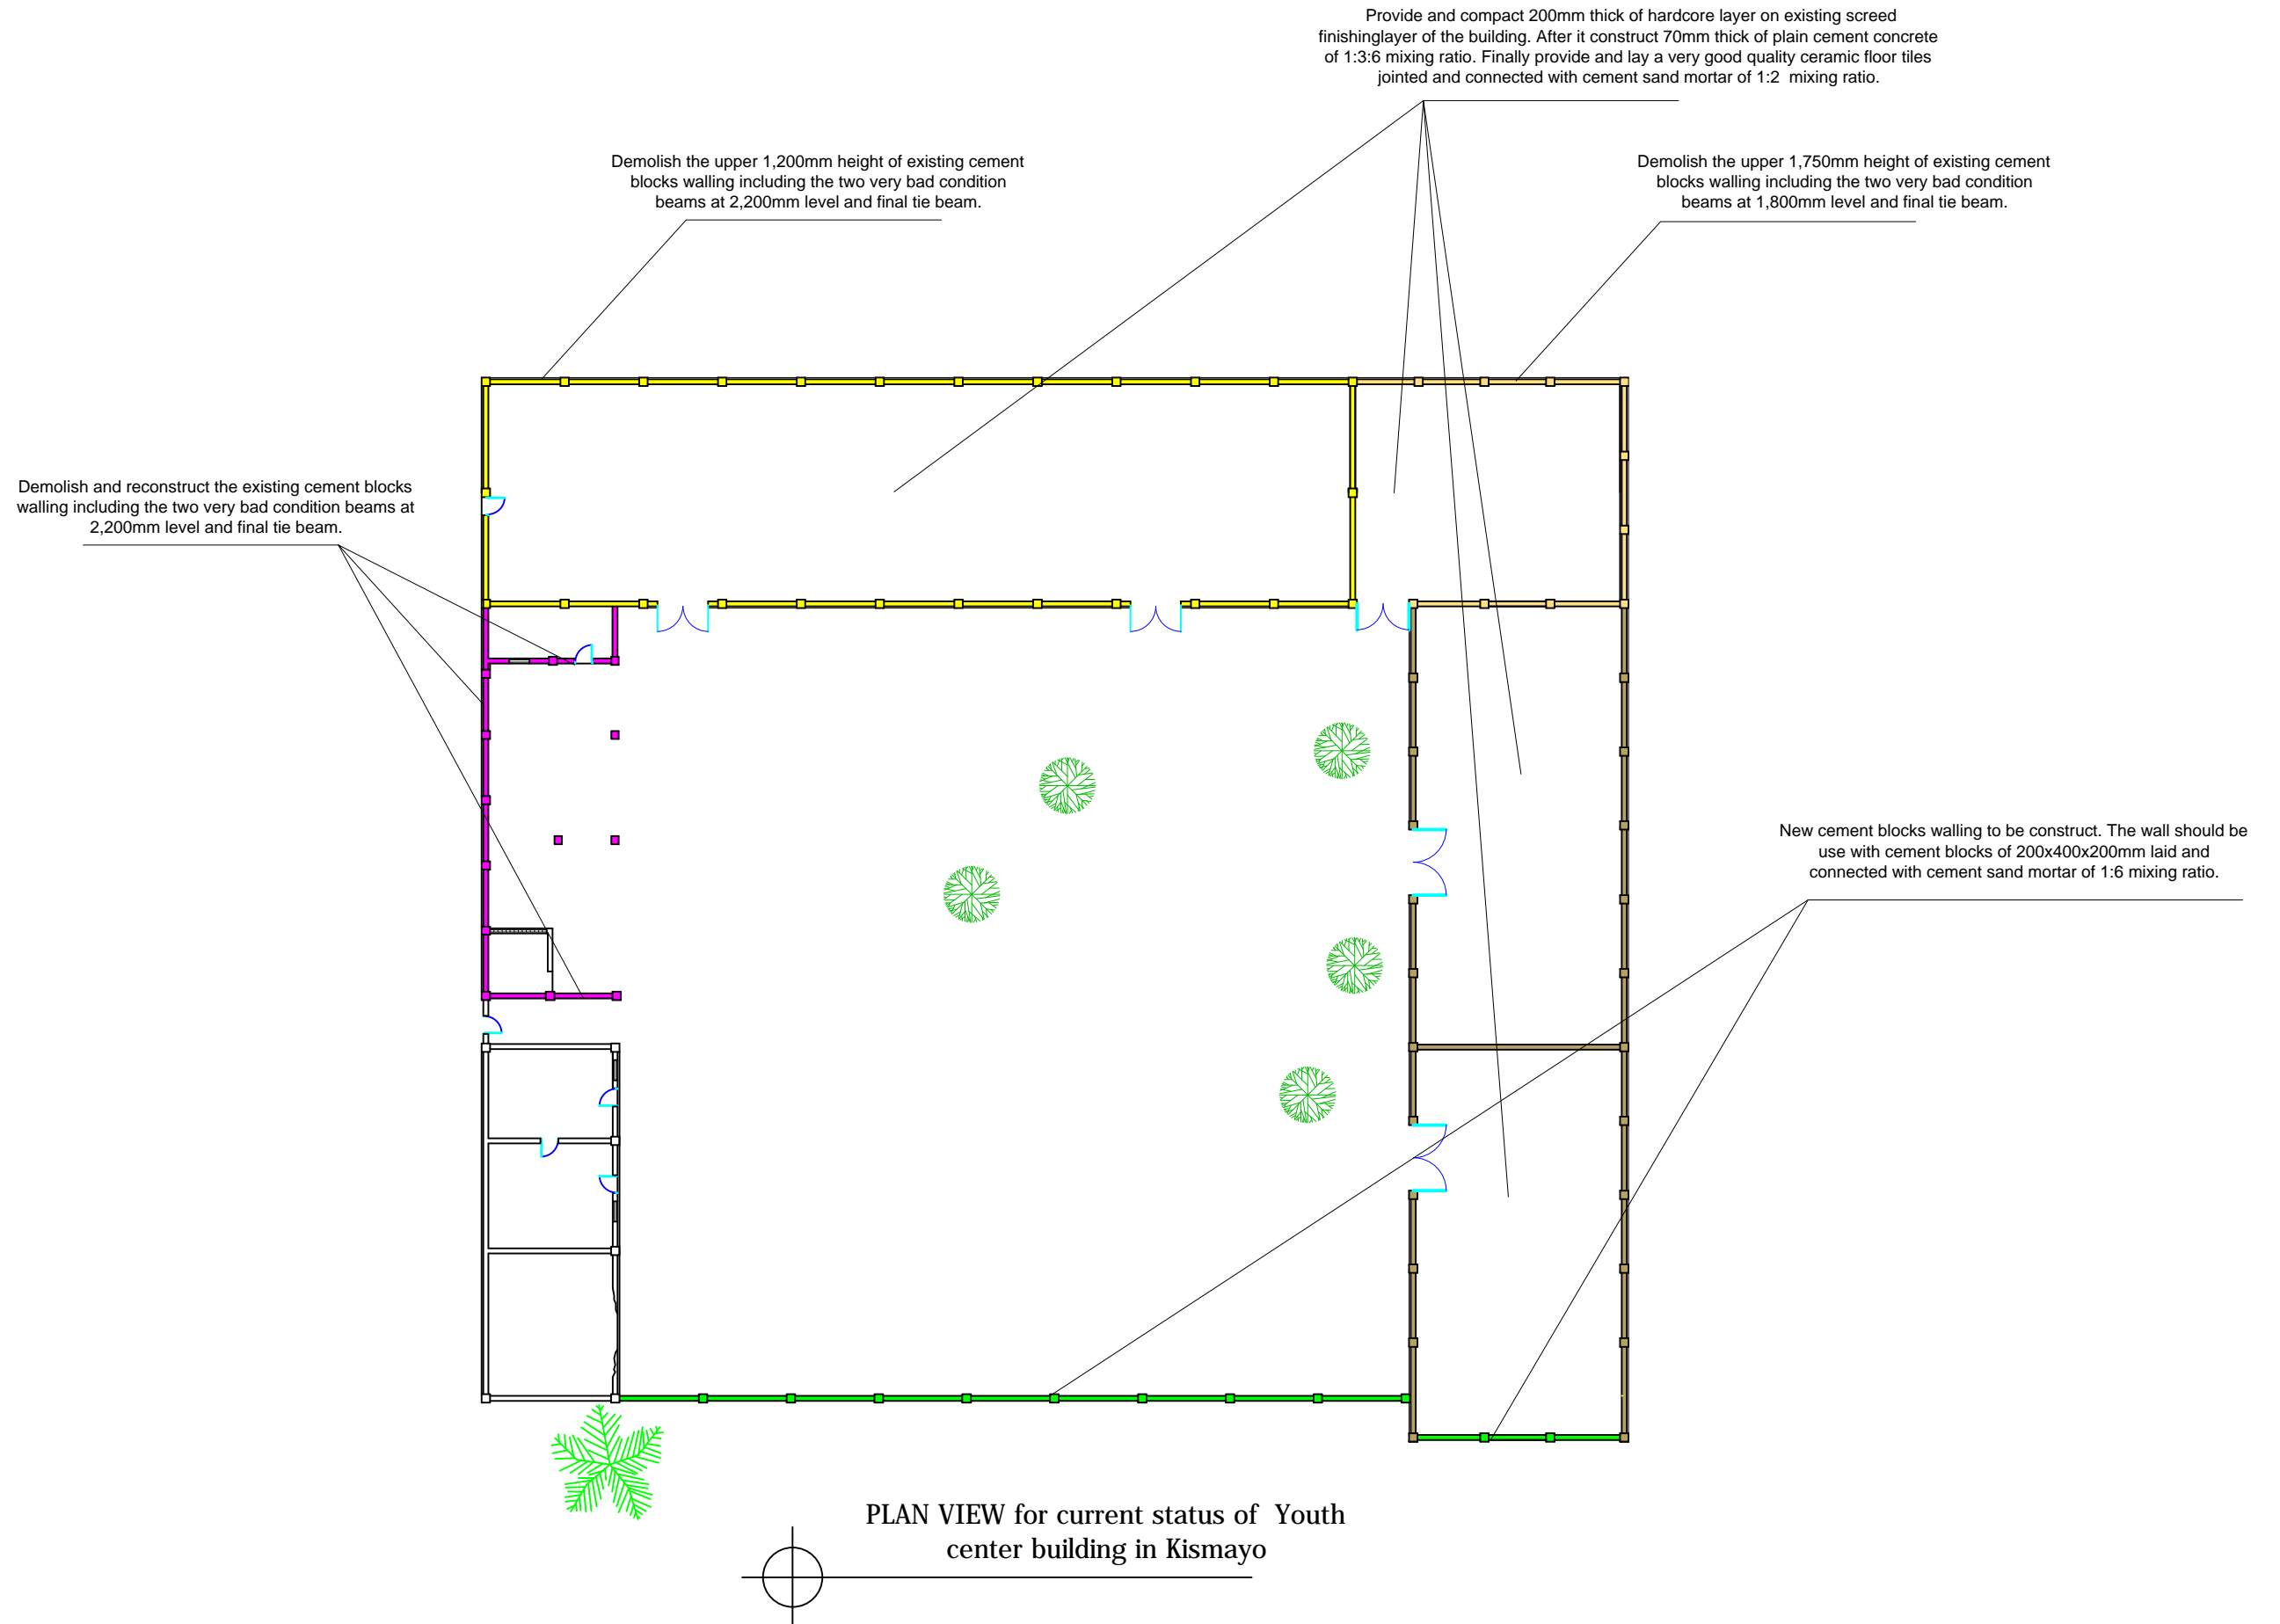 Provide and compact 200mm thick of hardcore layer on existing screed
finishinglayer of the building. After it construct 70mm thick of plain cement concrete
of 1:3:6 mixing ratio. Finally provide and lay a very good quality ceramic floor tiles
jointed and connected with cement sand mortar of 1:2 mixing ratio.
Demolish the upper 1,200mm height of existing cement
blocks walling including the two very bad condition
beams at 2,200mm level and final tie beam.
Demolish the upper 1,750mm height of existing cement
blocks walling including the two very bad condition
beams at 1,800mm level and final tie beam.
Demolish and reconstruct the existing cement blocks
walling including the two very bad condition beams at
2,200mm level and final tie beam.
New cement blocks walling to be construct. The wall should be
use with cement blocks of 200x400x200mm laid and
connected with cement sand mortar of 1:6 mixing ratio.
PLAN VIEW for current status of Youth
center building in Kismayo